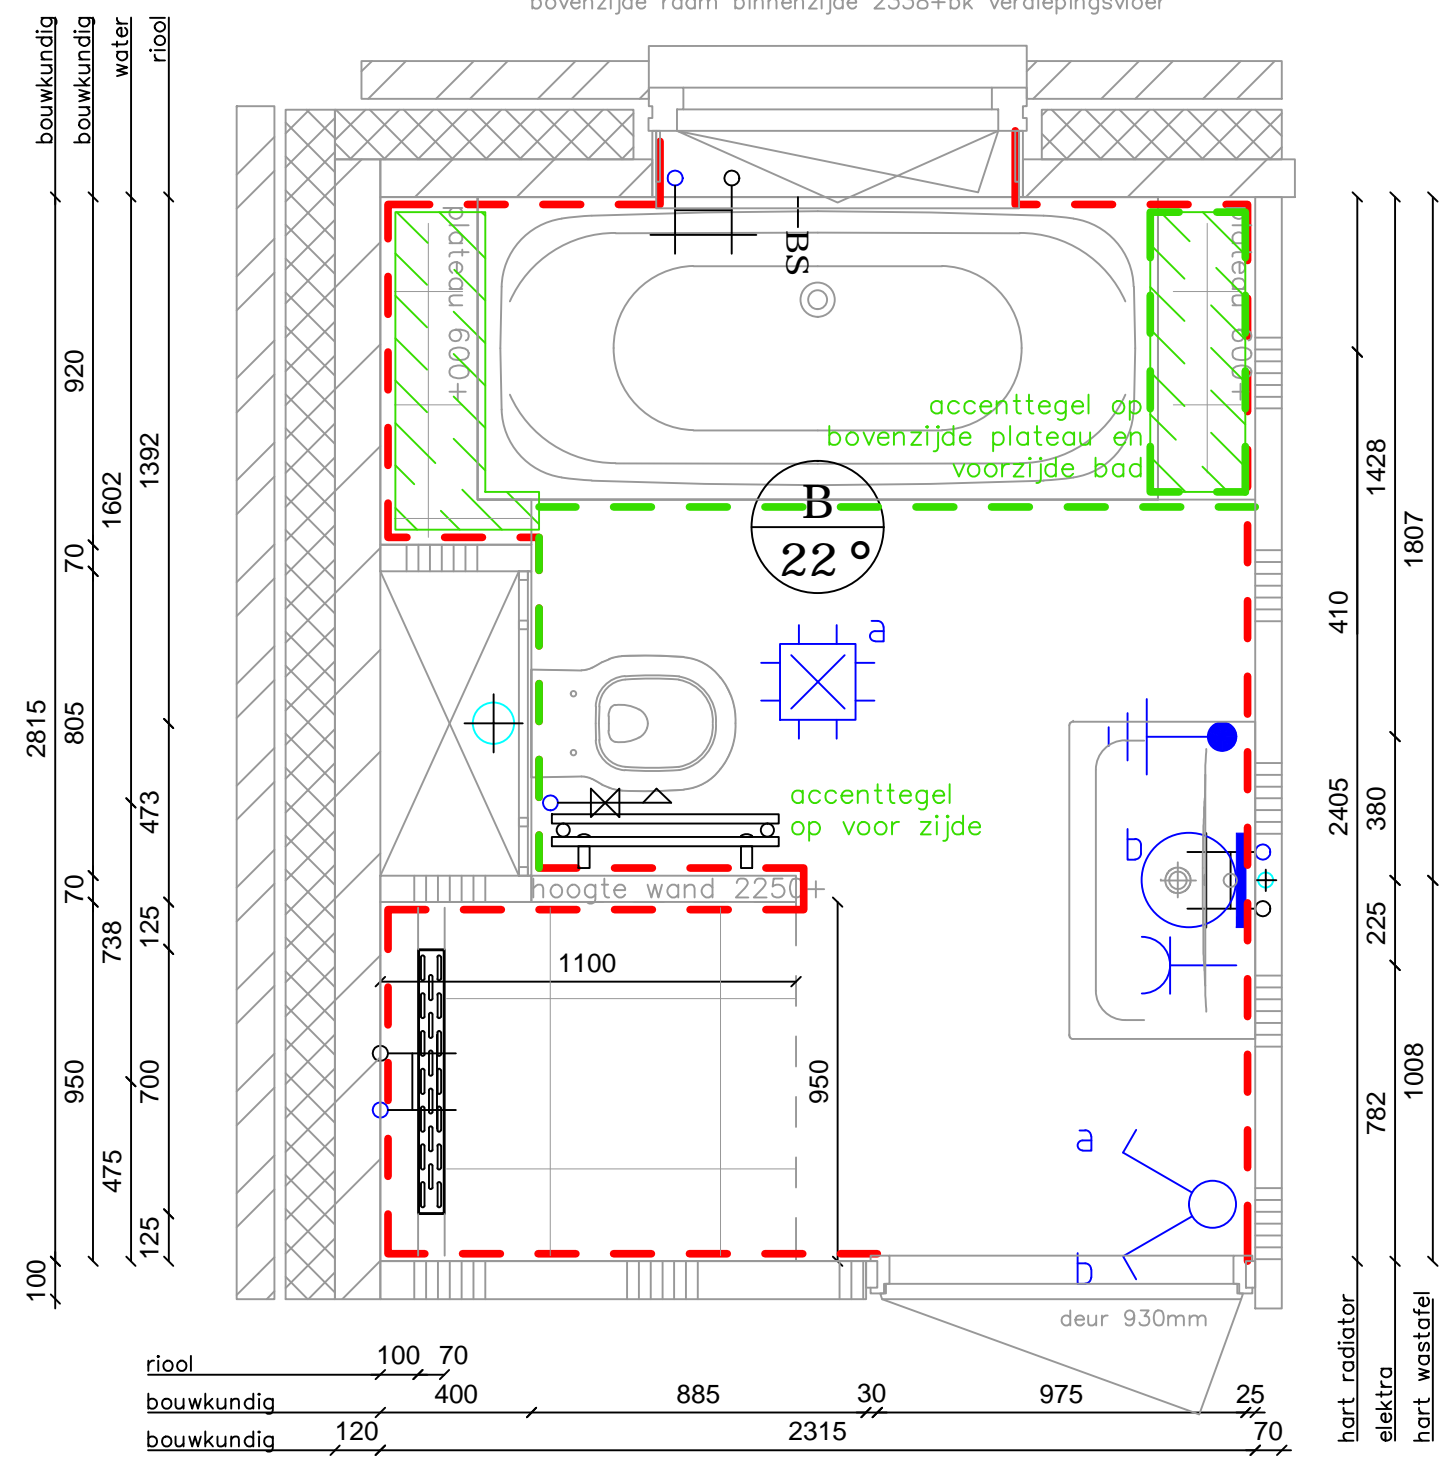 bovenzijde raam binnenzijde 2338+bk verdiepingsvloer
bouwkundig
bouwkundig
water
riool
2815
100
920
70
805
70
950
1602
738
475
1392
473
125
700
125
plateau 600+
plateau 600+
BS
accenttegel op
bovenzijde plateau en
voorzijde bad
B
22°
a
accenttegel
op voor zijde
b
hoogte wand 2250+
1100
950
a
b
deur 930mm
410
2405
1428
380
225
782
1807
1008
hart radiator
elektra
hart wastafel
riool 100 70
bouwkundig 400 885 30 975 25
bouwkundig 120 2315 70